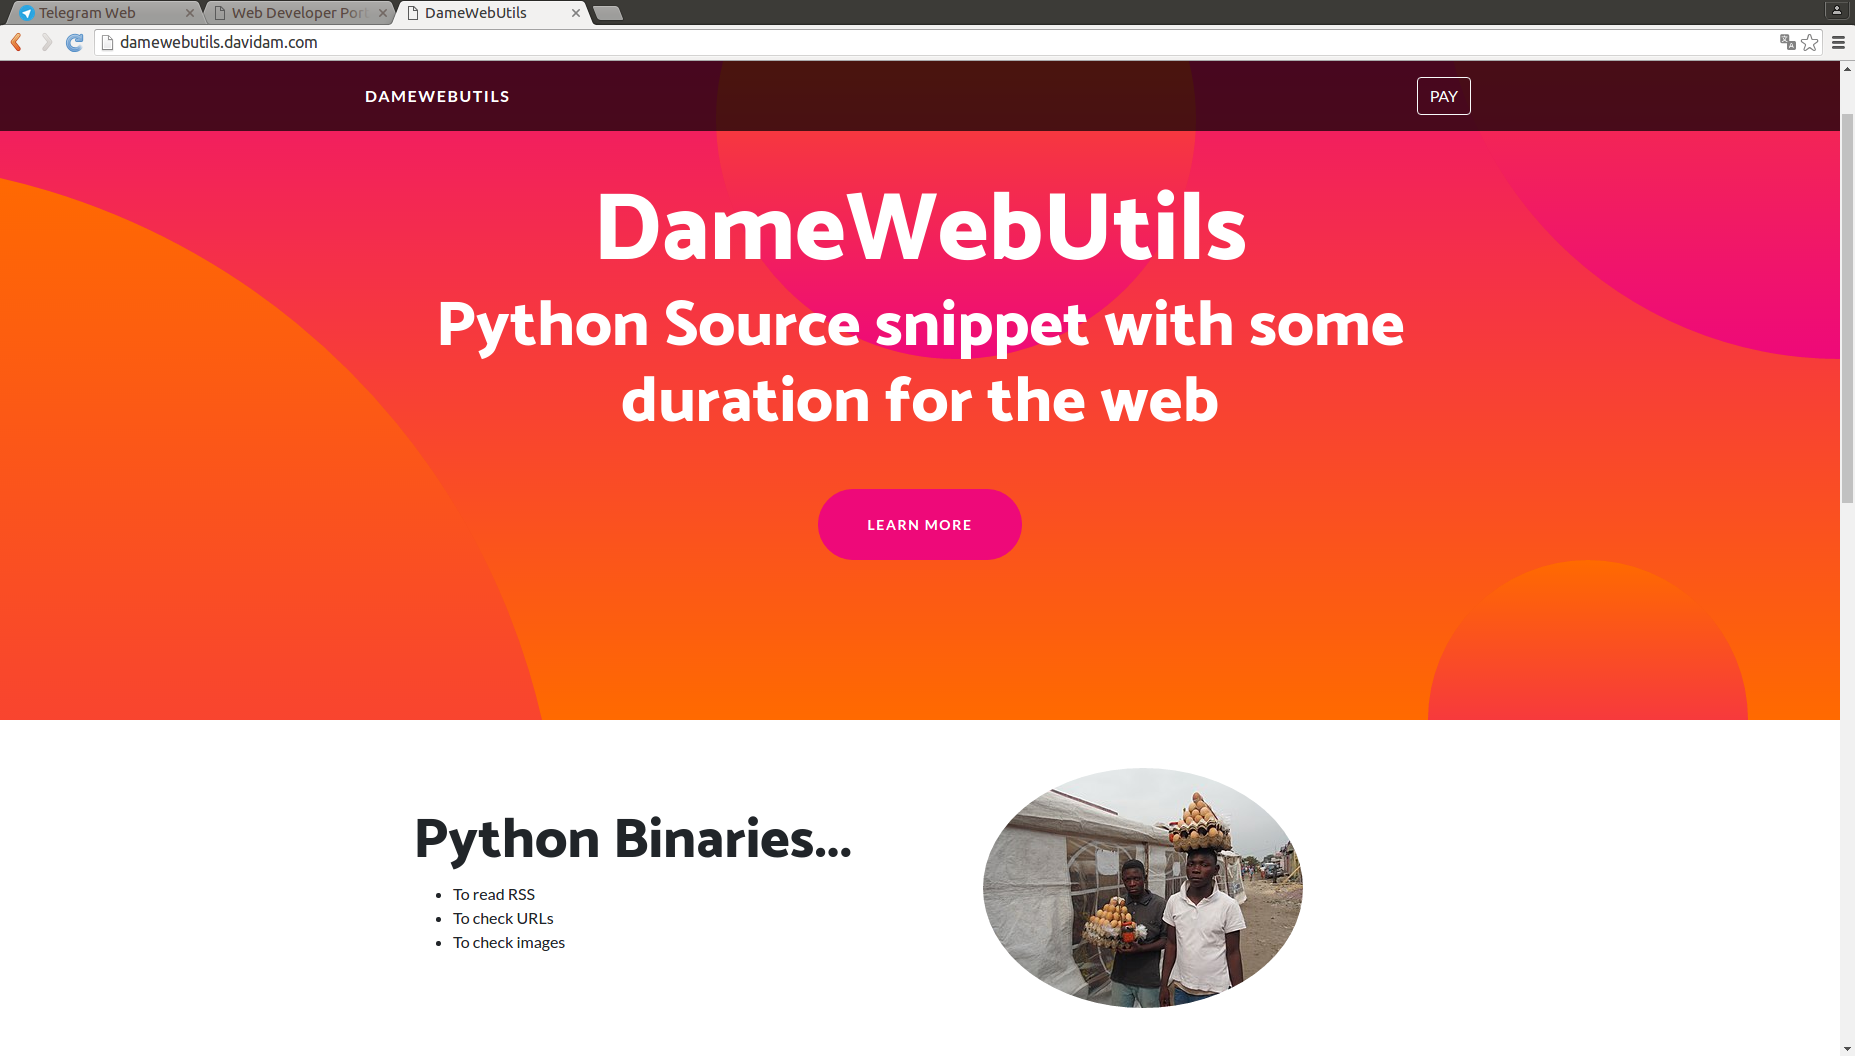 Telegram Web
Web Developer Port
DameWebUtils
damewebutils.davidam.com
DAMEWEBUTILS
PAY
DameWebUtils
Python Source snippet with some
duration for the web
LEARN MORE
Python Binaries...
To read RSS
To check URLs
To check images